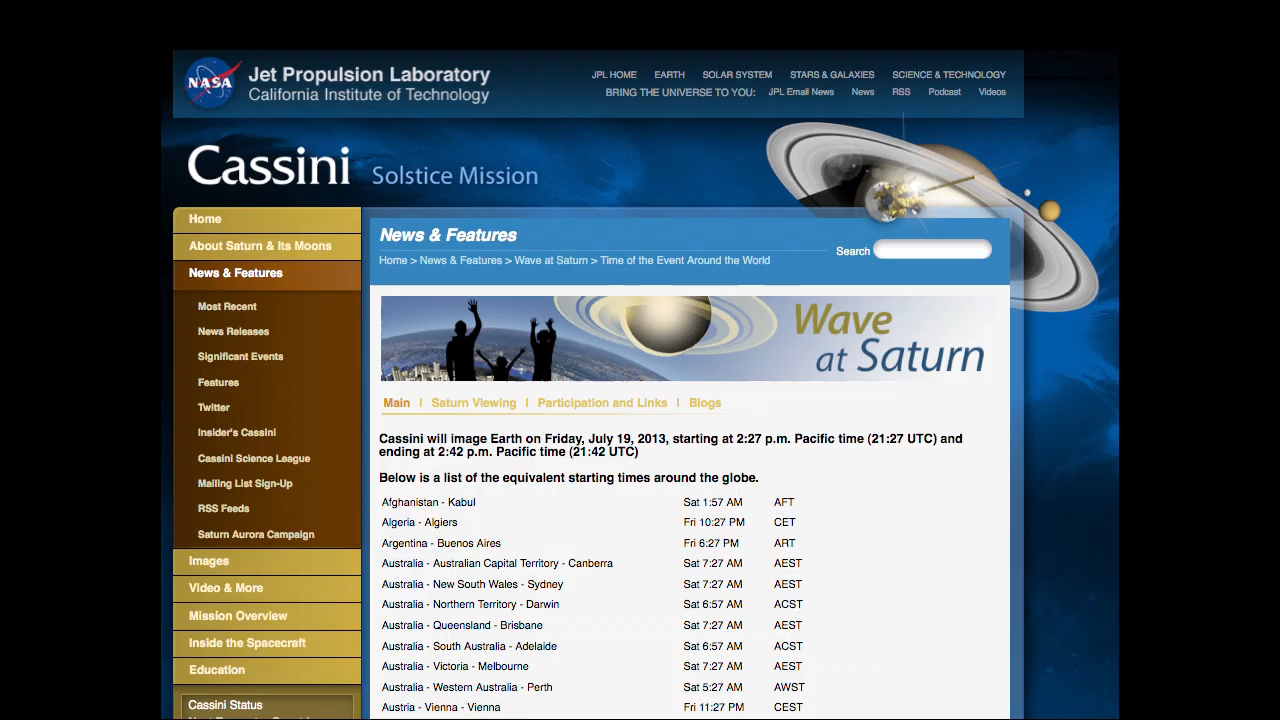 NASA
Jet Propulsion Laboratory
California Institute of Technology
JPL HOME EARTH SOLAR SYSTEM STARS & GALAXIES SCIENCE & TECHNOLOGY
BRING THE UNIVERSE TO YOU: JPL Email News News RSS Podcast Videos
Cassini Solstice Mission
Home
About Saturn & Its Moons
News & Features
Most Recent
News Releases
Significant Events
Features
Twitter
Insider's Cassini
Cassini Science League
Mailing List Sign-Up
RSS Feeds
Saturn Aurora Campaign
Images
Video & More
Mission Overview
Inside the Spacecraft
Education
Cassini Status
News & Features
Search
Home > News & Features > Wave at Saturn > Time of the Event Around the World
Wave
at Saturn
Main | Saturn Viewing | Participation and Links | Blogs
Cassini will image Earth on Friday, July 19, 2013, starting at 2:27 p.m. Pacific time (21:27 UTC) and
ending at 2:42 p.m. Pacific time (21:42 UTC)
Below is a list of the equivalent starting times around the globe.
Afghanistan - Kabul Sat 1:57 AM AFT
Algeria - Algiers Fri 10:27 PM CET
Argentina - Buenos Aires Fri 6:27 PM ART
Australia - Australian Capital Territory - Canberra Sat 7:27 AM AEST
Australia - New South Wales - Sydney Sat 7:27 AM AEST
Australia - Northern Territory - Darwin Sat 6:57 AM ACST
Australia - Queensland - Brisbane Sat 7:27 AM AEST
Australia - South Australia - Adelaide Sat 6:57 AM ACST
Australia - Victoria - Melbourne Sat 7:27 AM AEST
Australia - Western Australia - Perth Sat 5:27 AM AWST
Austria - Vienna - Vienna Fri 11:27 PM CEST